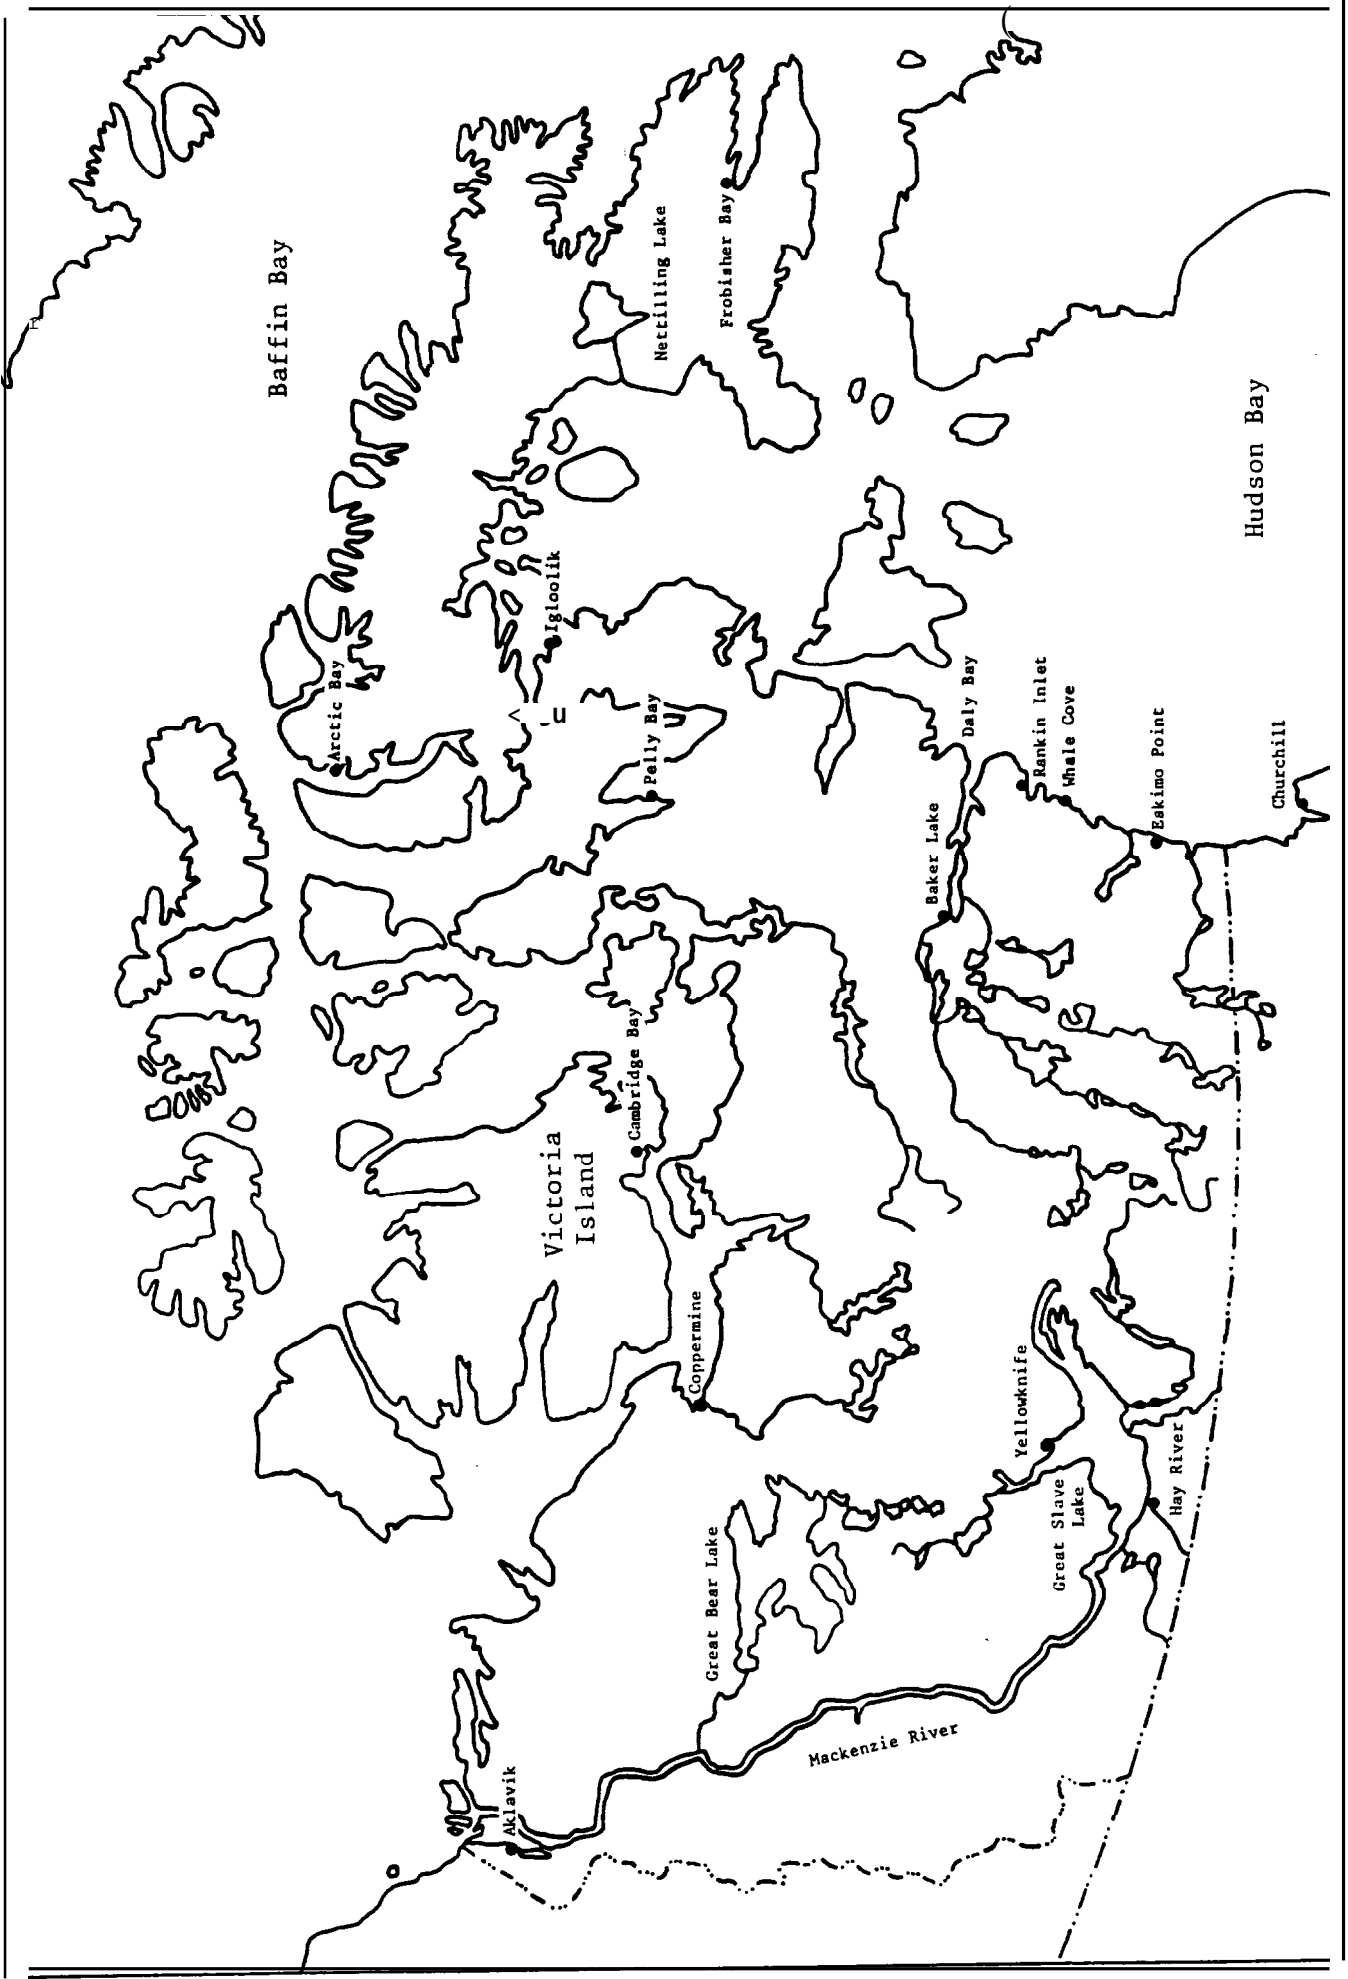 Baffin Bay
Arctic Bay
Igloolik
Nettilling Lake
Frobisher Bay
Pelly Bay
Victoria
Island
Cambridge Bay
Coppermine
Daly Bay
Baker Lake
Rankin Inlet
Whale Cove
Eskimo Point
Churchill
Hudson Bay
Yellowknife
Great Slave
Lake
Hay River
Great Bear Lake
Mackenzie River
Aklavik